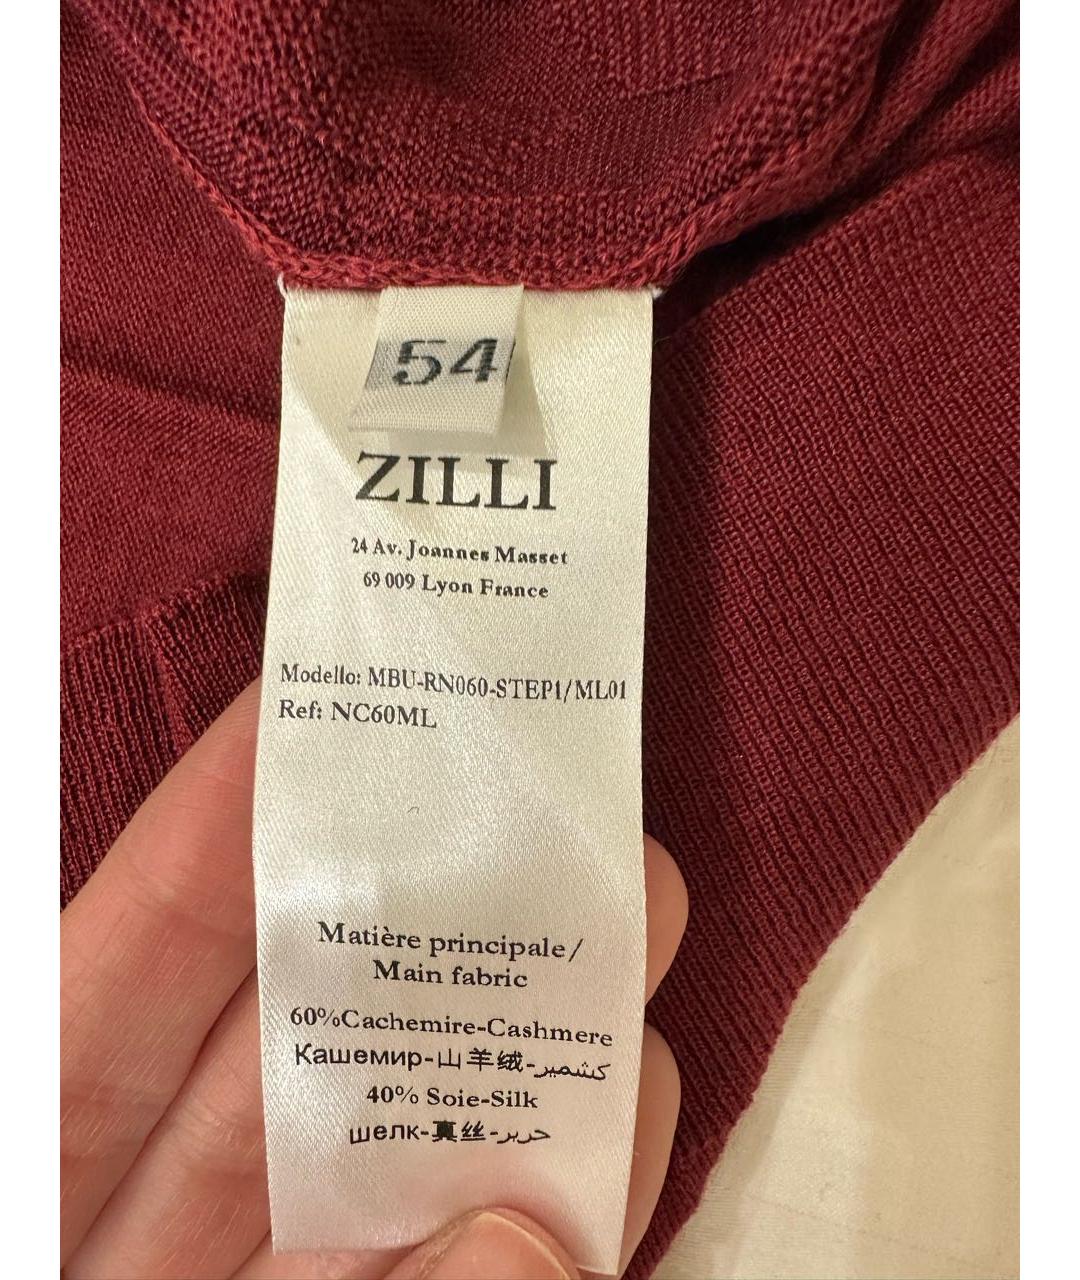 54
ZILLI
24 Av. Joannes Masset
69 009 Lyon France
Modello: MBU-RN060-STEP1/ML01
Ref: NC60ML
Matière principale/
Main fabric
60%Cachemire-Cashmere
Кашемир-山羊绒-كشمير
40% Soie-Silk
шелк-真丝-حرير